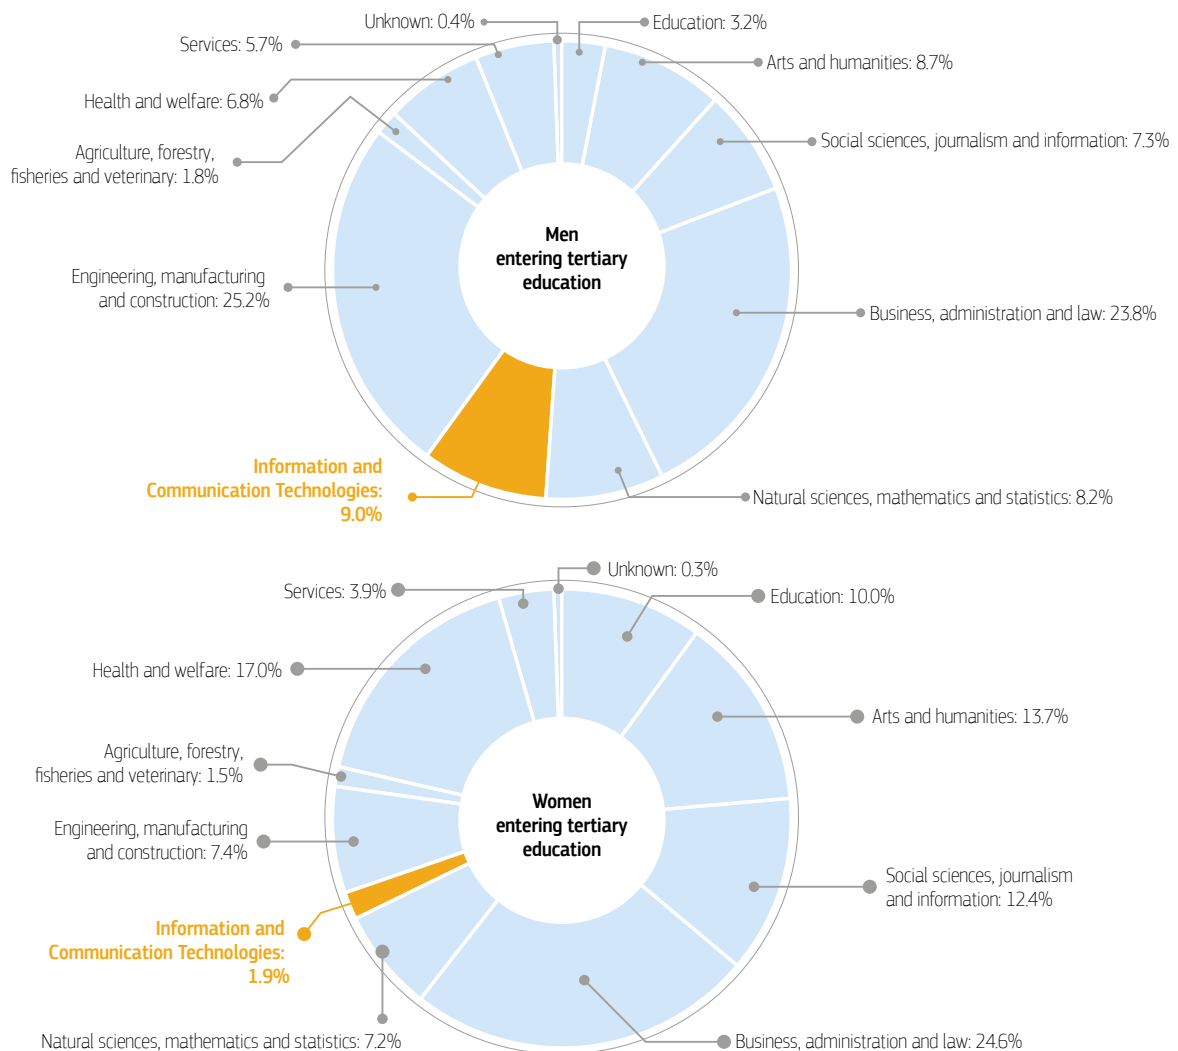 Unknown: 0.4%
Education: 3.2%
Services: 5.7%
Arts and humanities: 8.7%
Health and welfare: 6.8%
Social sciences, journalism and information: 7.3%
Agriculture, forestry,
fisheries and veterinary: 1.8%
Men
entering tertiary
education
Engineering, manufacturing
and construction: 25.2%
Business, administration and law: 23.8%
Information and
Communication Technologies:
9.0%
Natural sciences, mathematics and statistics: 8.2%
Unknown: 0.3%
Services: 3.9%
Education: 10.0%
Health and welfare: 17.0%
Arts and humanities: 13.7%
Agriculture, forestry,
fisheries and veterinary: 1.5%
Women
entering tertiary
education
Engineering, manufacturing
and construction: 7.4%
Social sciences, journalism
and information: 12.4%
Information and
Communication Technologies:
1.9%
Natural sciences, mathematics and statistics: 7.2%
Business, administration and law: 24.6%